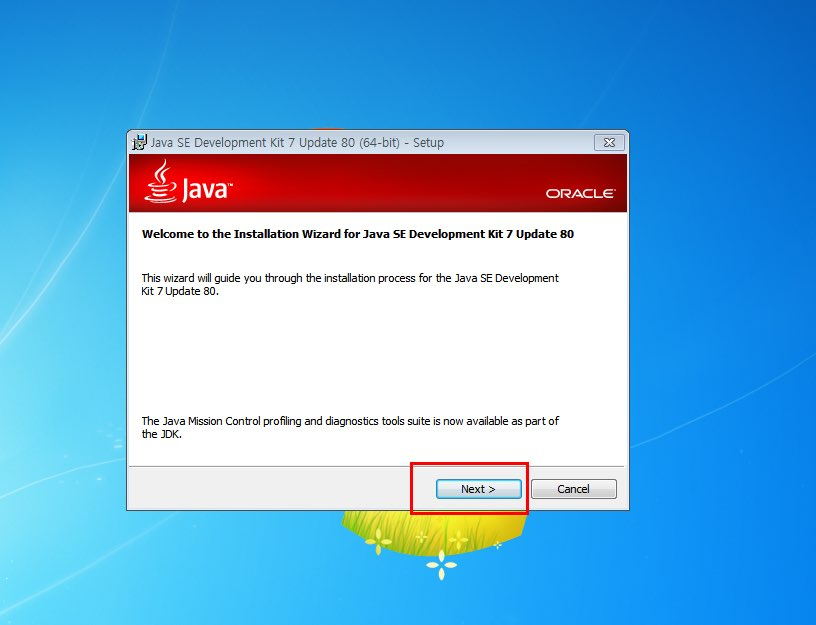 Java SE Development Kit 7 Update 80 (64-bit) - Setup
Java™
ORACLE®
Welcome to the Installation Wizard for Java SE Development Kit 7 Update 80
This wizard will guide you through the installation process for the Java SE Development
Kit 7 Update 80.
The Java Mission Control profiling and diagnostics tools suite is now available as part of
the JDK.
Next >
Cancel